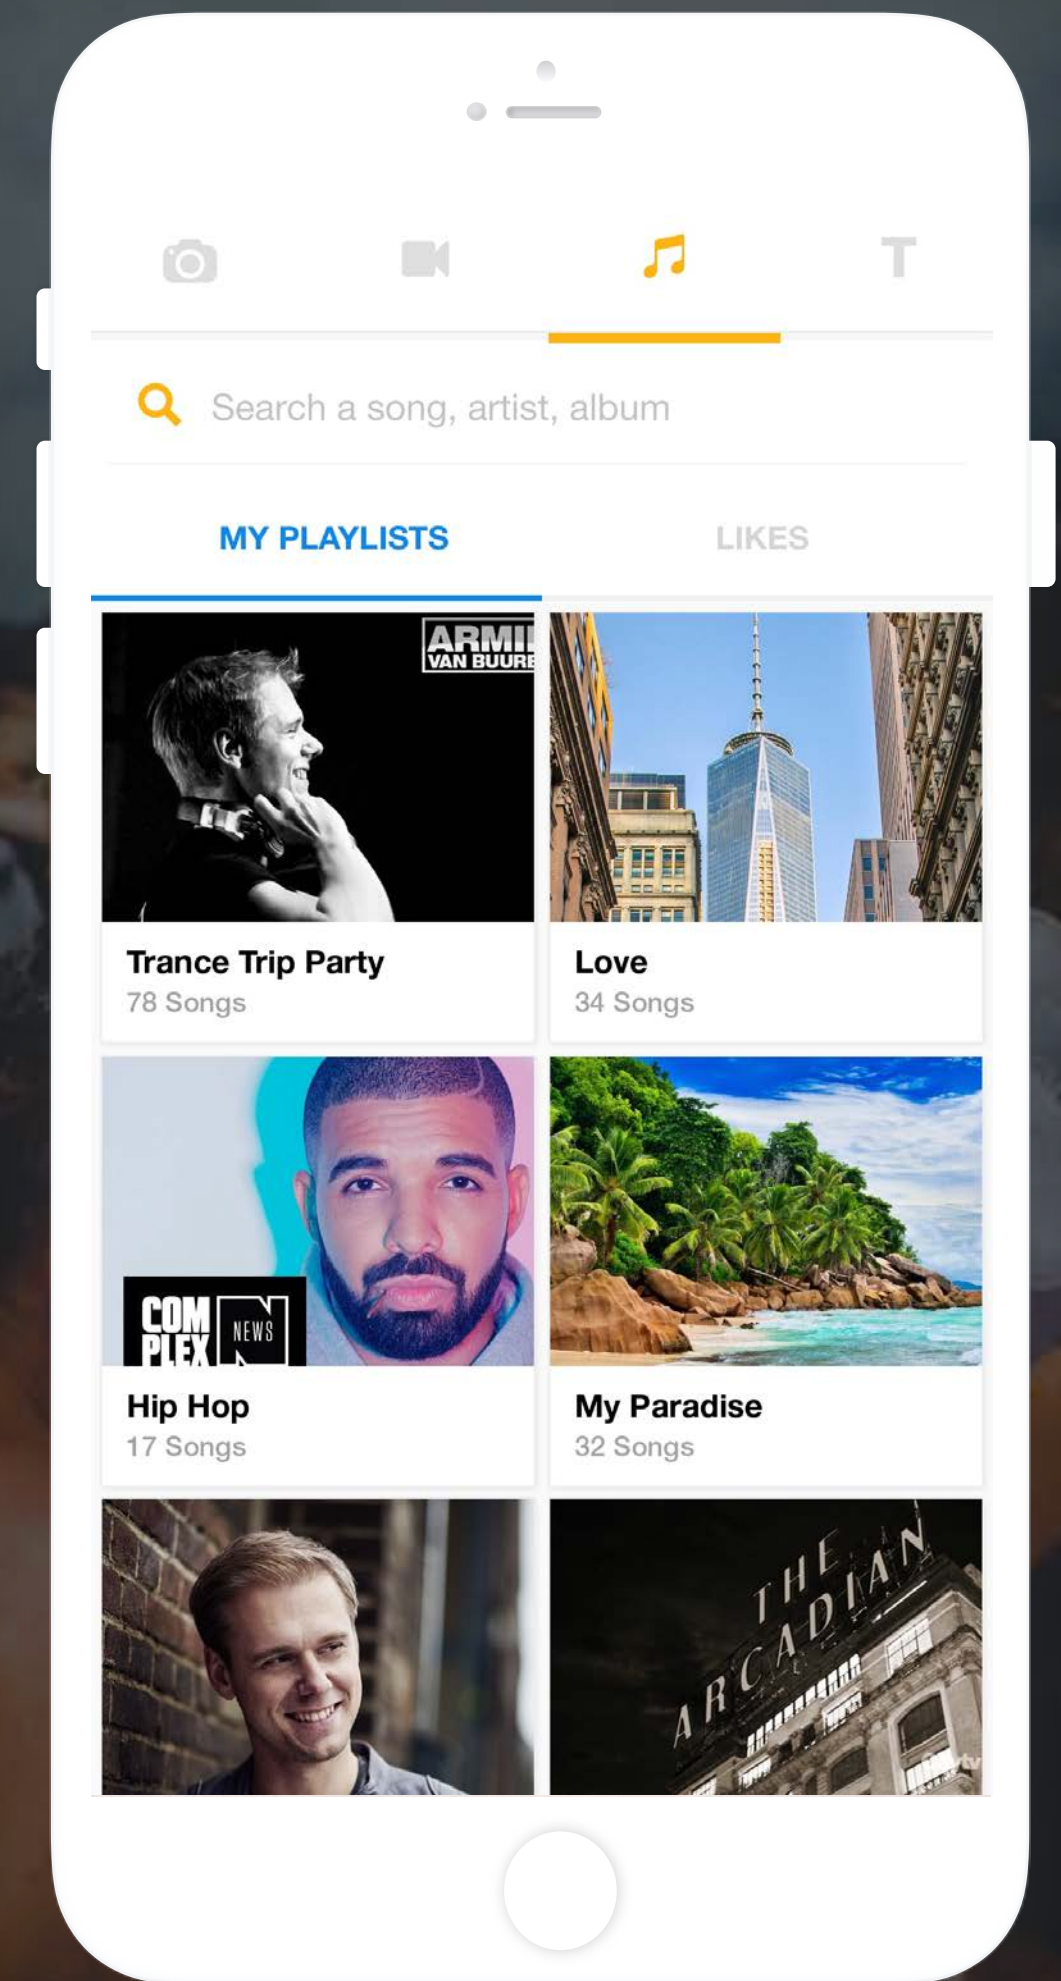 T
Search a song, artist, album
MY PLAYLISTS
LIKES
VAN BUURE
Trance Trip Party
78 Songs
Love
34 Songs
COM
PLEX
NEWS
Hip Hop
17 Songs
My Paradise
32 Songs
THE
ARCADIAN